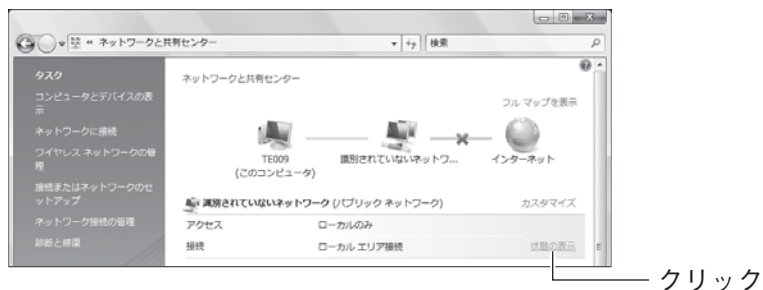 « ネットワークと共有センター
検索
タスク
コンピュータとデバイスの表
示
ネットワークに接続
ワイヤレス ネットワークの管
理
接続またはネットワークのセ
ットアップ
ネットワーク接続の管理
診断と修復
ネットワークと共有センター
フル マップを表示
TE009
(このコンピュータ)
識別されていないネットワ...
インターネット
識別されていないネットワーク (パブリック ネットワーク)
カスタマイズ
アクセス
ローカルのみ
接続
ローカル エリア接続
状態の表示
クリック